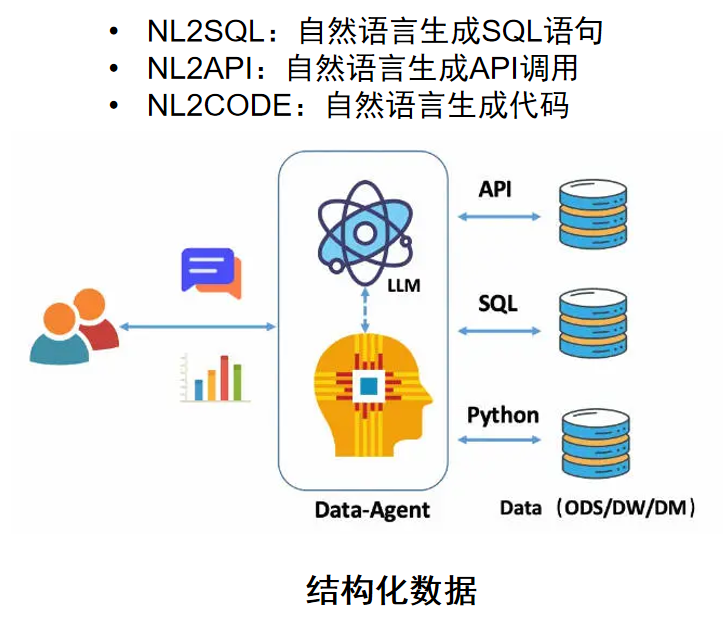 • NL2SQL：自然语言生成SQL语句
• NL2API：自然语言生成API调用
• NL2CODE：自然语言生成代码
API
LLM
SQL
Python
Data-Agent
Data（ODS/DW/DM）
结构化数据